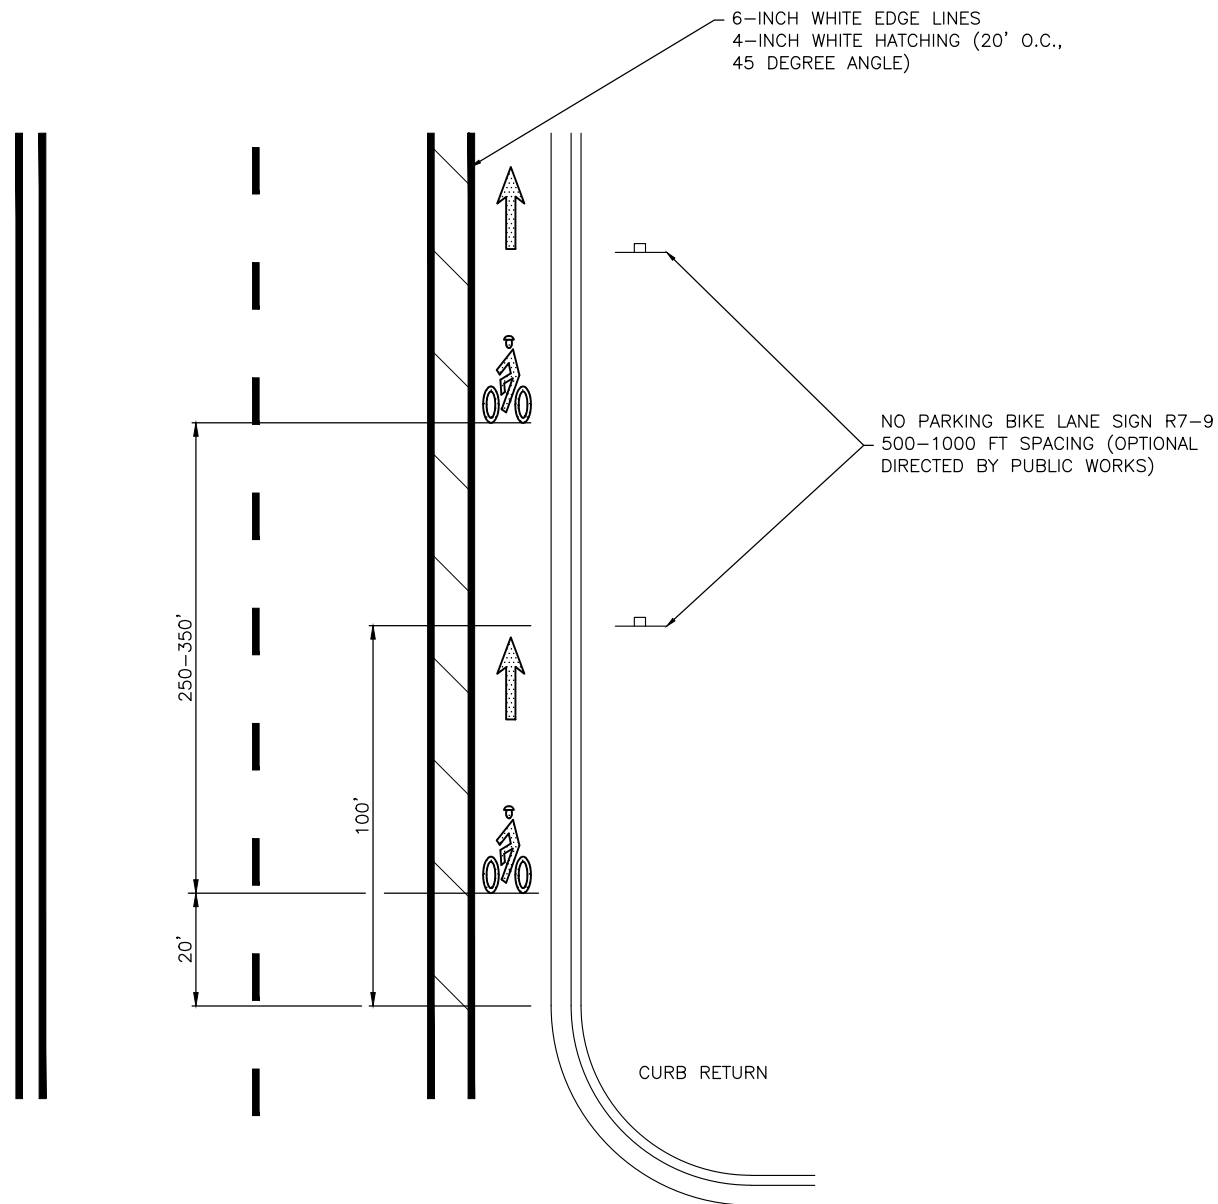 6-INCH WHITE EDGE LINES
4-INCH WHITE HATCHING (20' O.C.,
45 DEGREE ANGLE)
NO PARKING BIKE LANE SIGN R7-9
500-1000 FT SPACING (OPTIONAL
DIRECTED BY PUBLIC WORKS)
250-350'
100'
20'
CURB RETURN